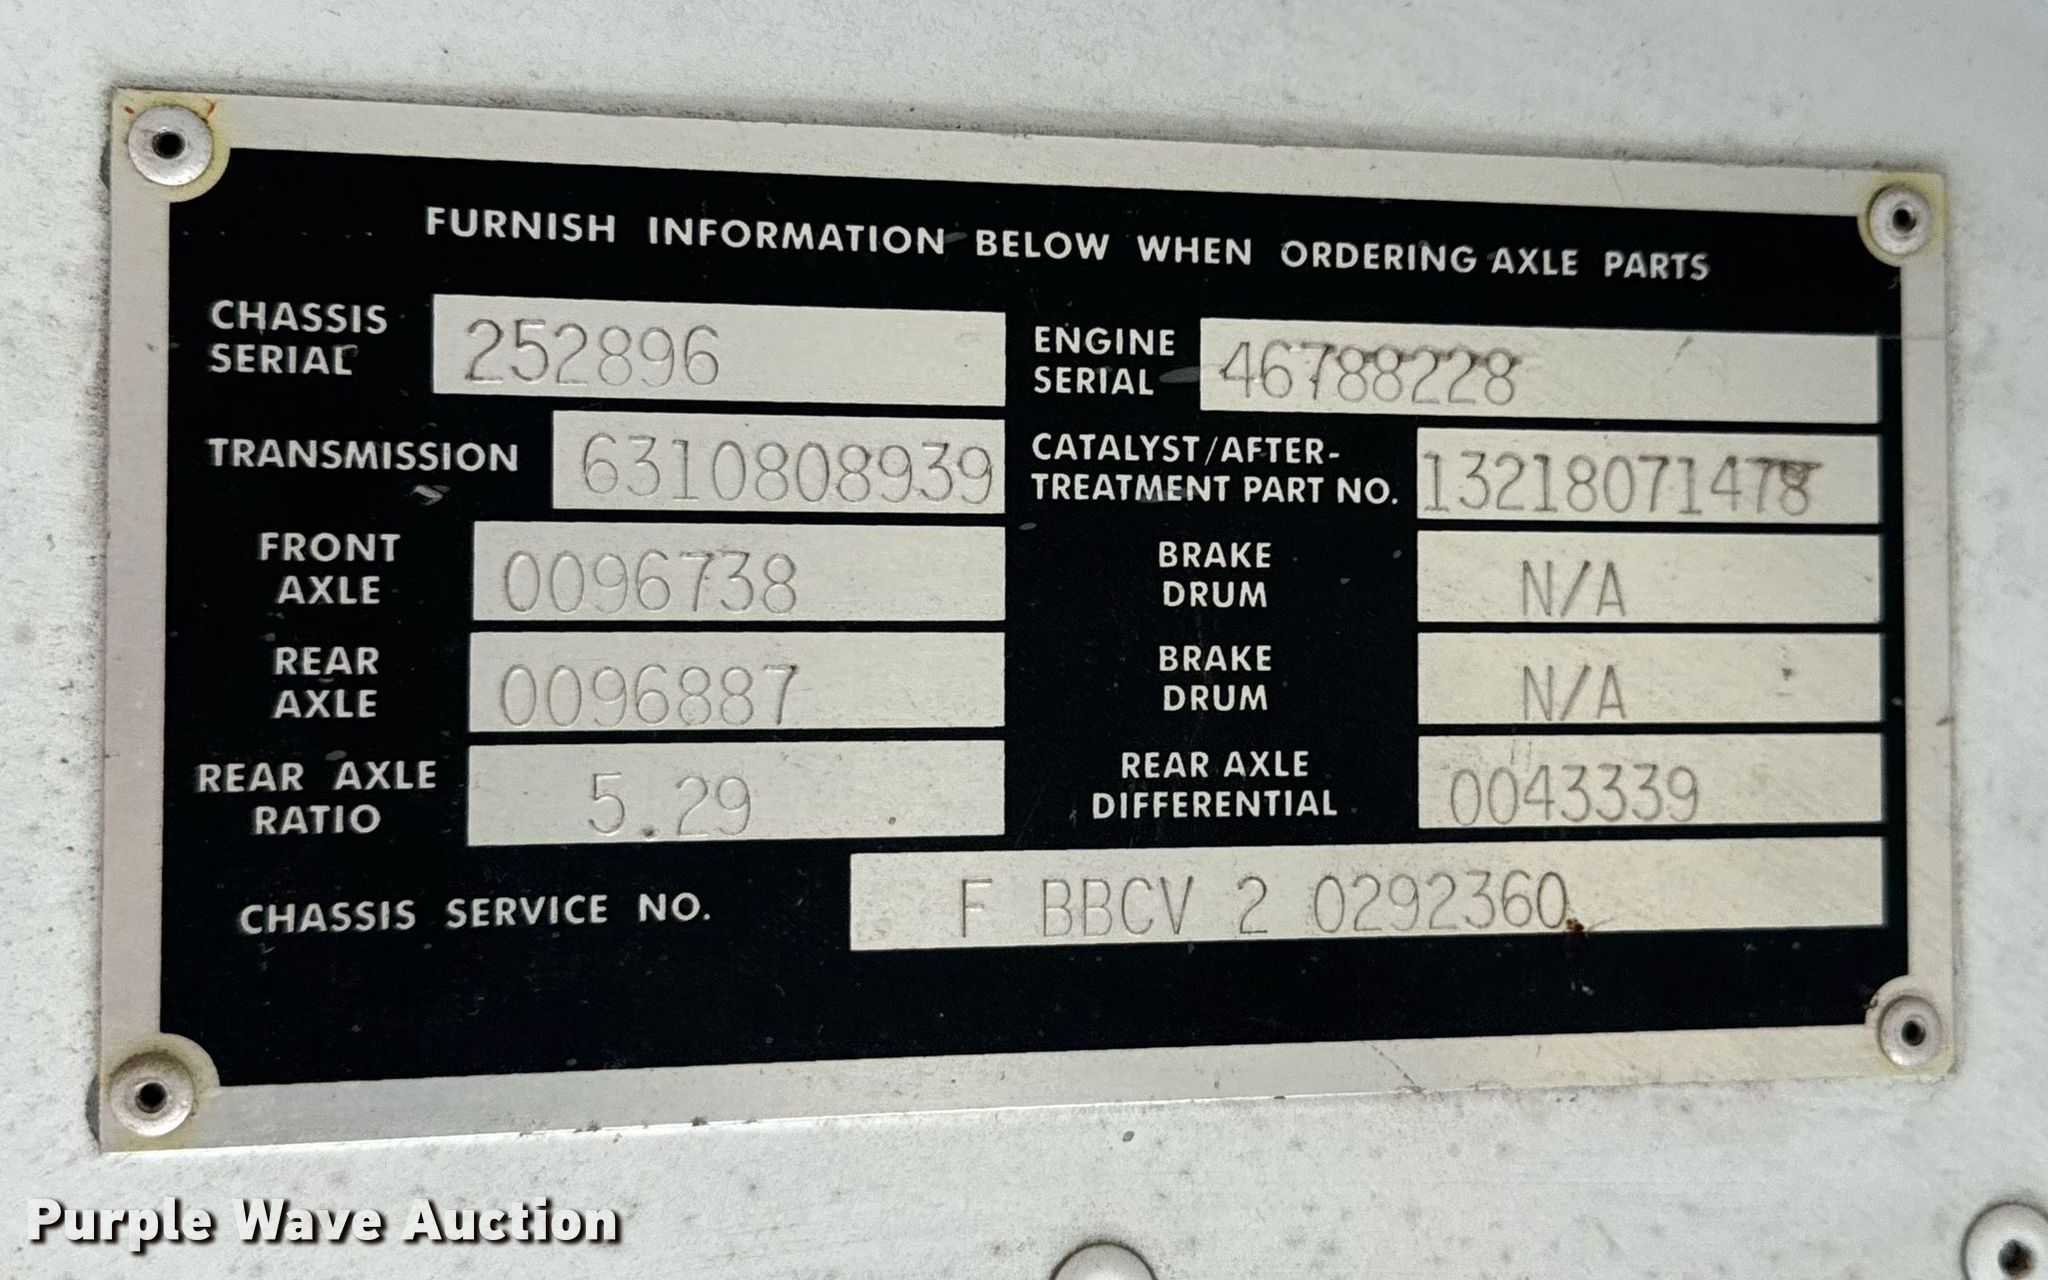 FURNISH INFORMATION BELOW WHEN ORDERING AXLE PARTS
CHASSIS SERIAL 252896
ENGINE SERIAL 46788228
TRANSMISSION 6310808939
CATALYST/AFTER-
TREATMENT PART NO. 13218071478
FRONT AXLE 0096738
BRAKE DRUM N/A
REAR AXLE 0096887
BRAKE DRUM N/A
REAR AXLE RATIO 5.29
REAR AXLE DIFFERENTIAL 0043339
CHASSIS SERVICE NO. F BBCV 2 0292360
Purple Wave Auction